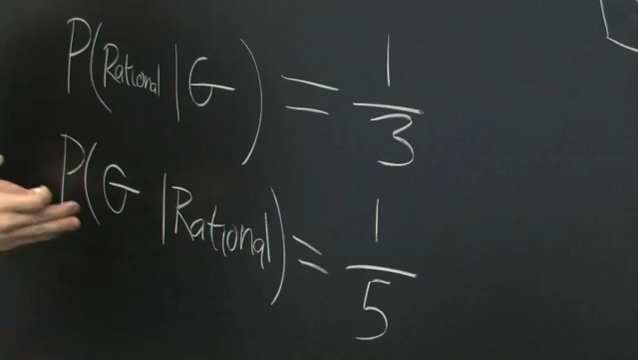 P(Rational | G) = 1/3
P(G | Rational) = 1/5